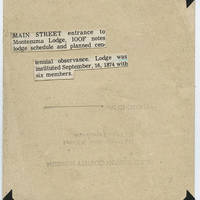 MAIN STREET entrance to
Montezuma Lodge, IOOF notes
lodge schedule and planned cen-
tennial observance. Lodge was
instituted September, 16, 1874 with
six members.